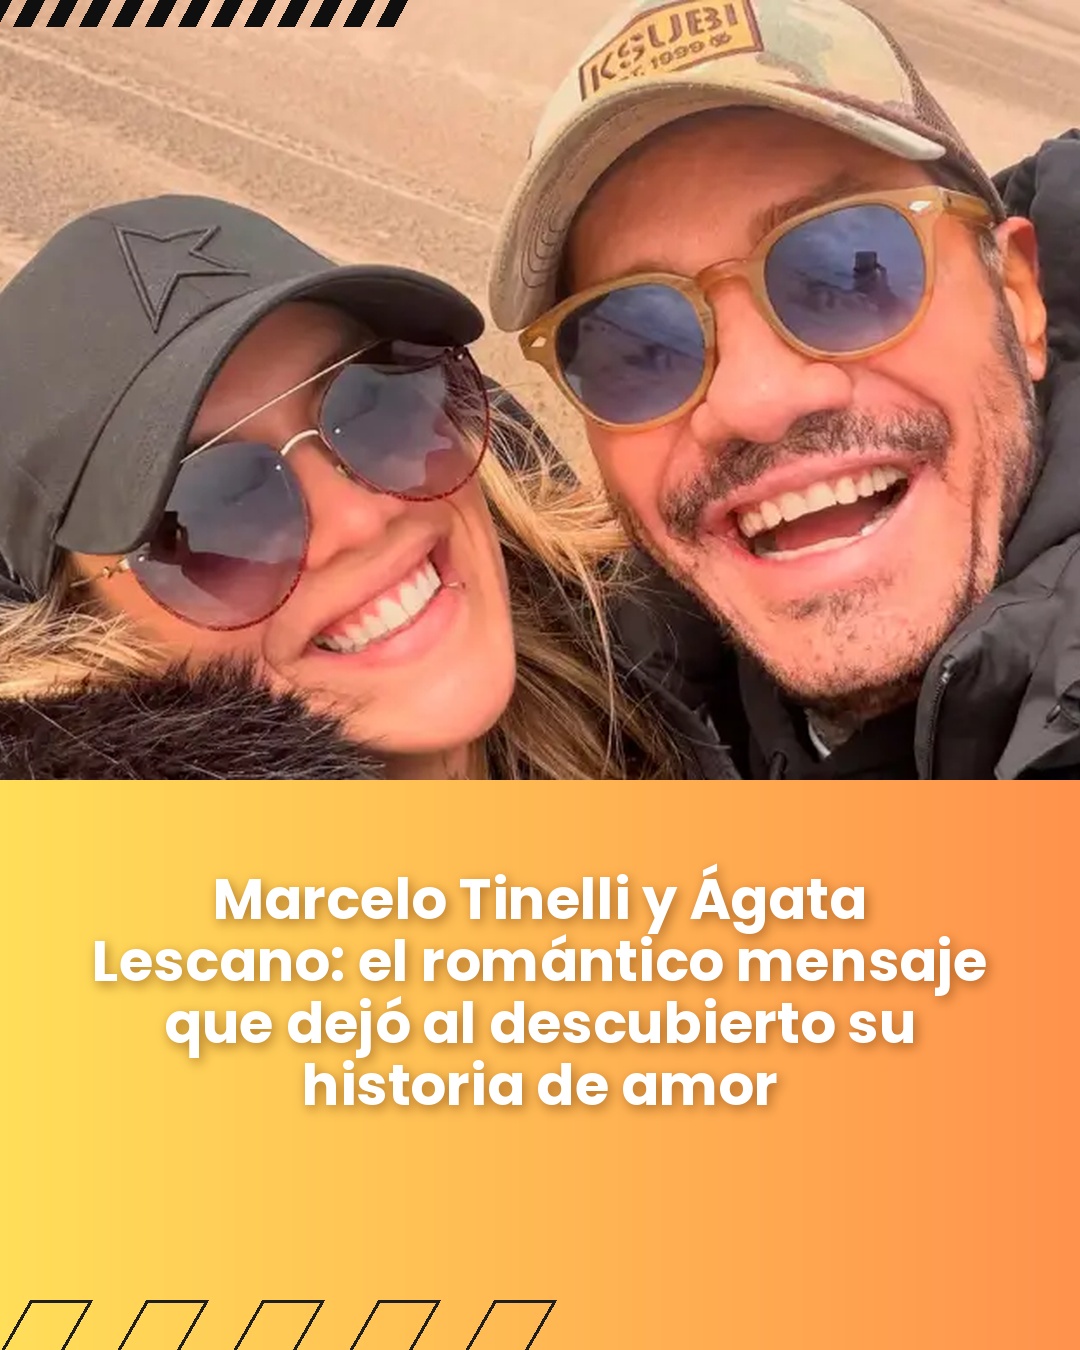 KSUBI
1999
Marcelo Tinelli y Ágata
Lescano: el romántico mensaje
que dejó al descubierto su
historia de amor